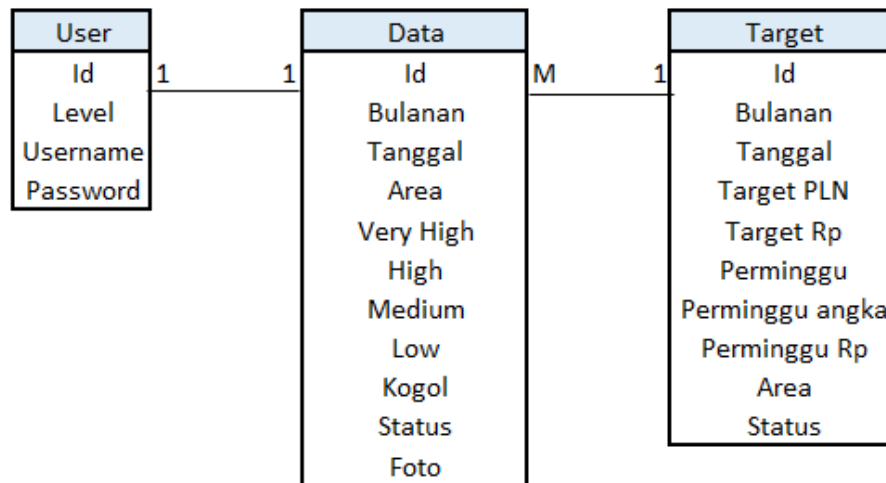 User
Id
Level
Username
Password
1
1
Data
Id
Bulanan
Tanggal
Area
Very High
High
Medium
Low
Kogol
Status
Foto
M
1
Target
Id
Bulanan
Tanggal
Target PLN
Target Rp
Perminggu
Perminggu angka
Perminggu Rp
Area
Status